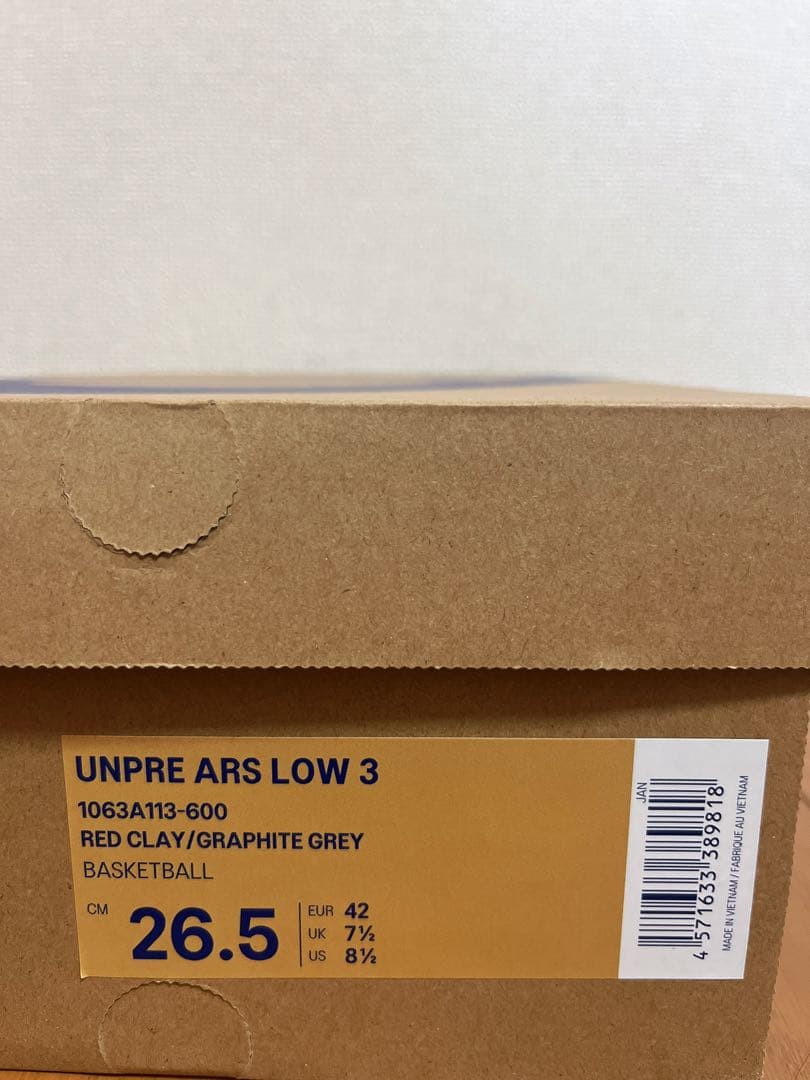 UNPRE ARS LOW 3
1063A113-600
RED CLAY/GRAPHITE GREY
BASKETBALL
CM 26.5
EUR 42
UK 7½
US 8½
JAN
4 571633 389818
MADE IN VIETNAM / FABRIQUE AU VIETNAM